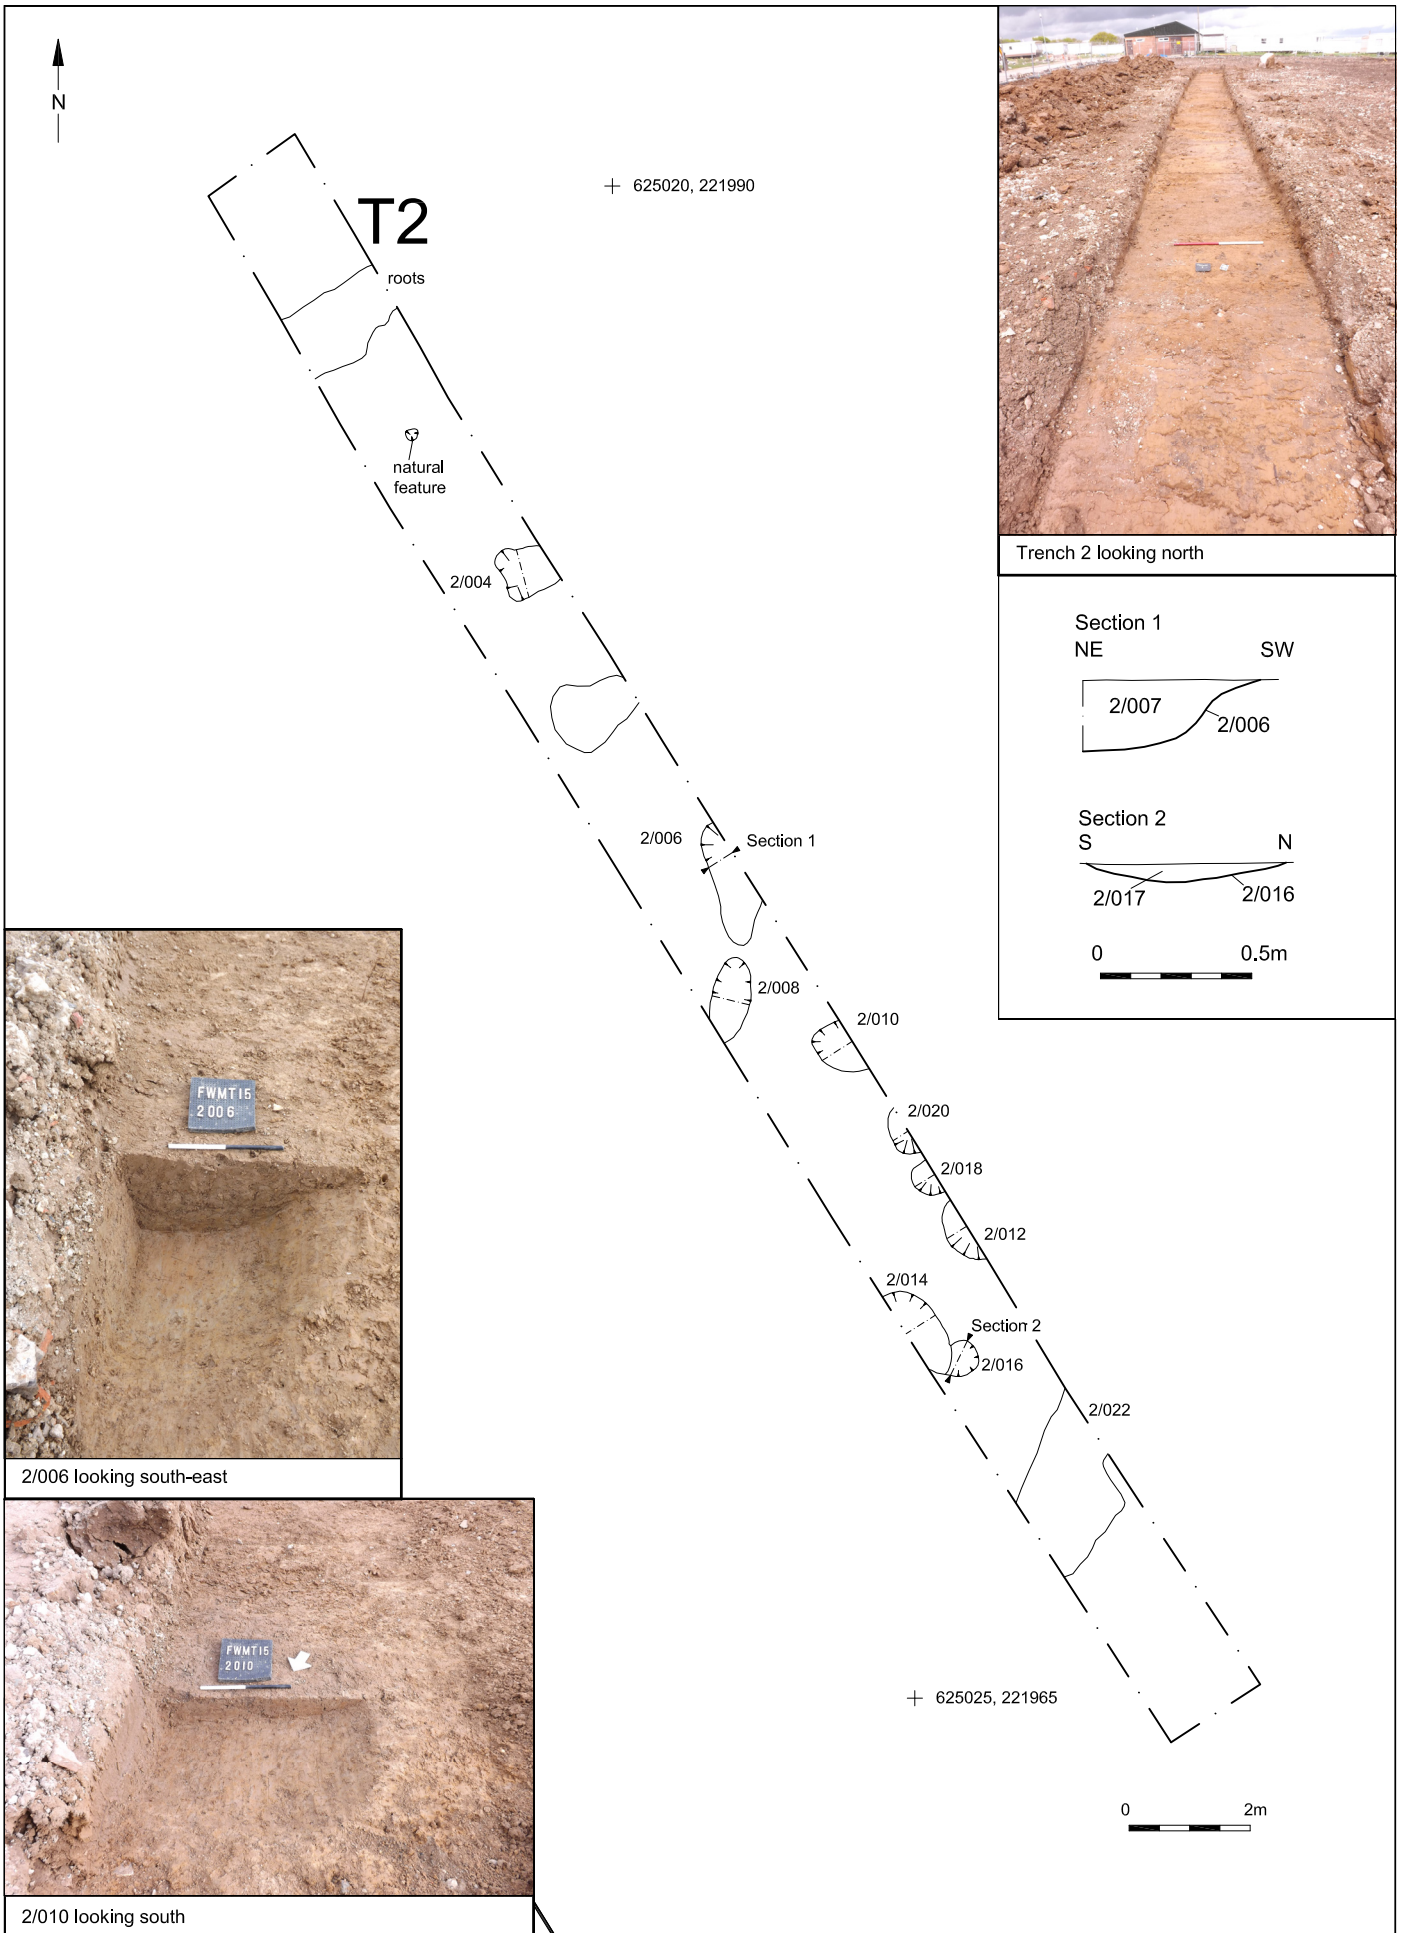 N
T2
roots
natural
feature
625020, 221990
2/004
2/006
Section 1
2/008
2/010
2/020
2/018
2/012
2/014
Section 2
2/016
2/022
625025, 221965
0 2m
Trench 2 looking north
Section 1
NE SW
2/007
2/006
Section 2
S N
2/017
2/016
0 0.5m
FWMT15
2006
2/006 looking south-east
FWMT15
2010
2/010 looking south